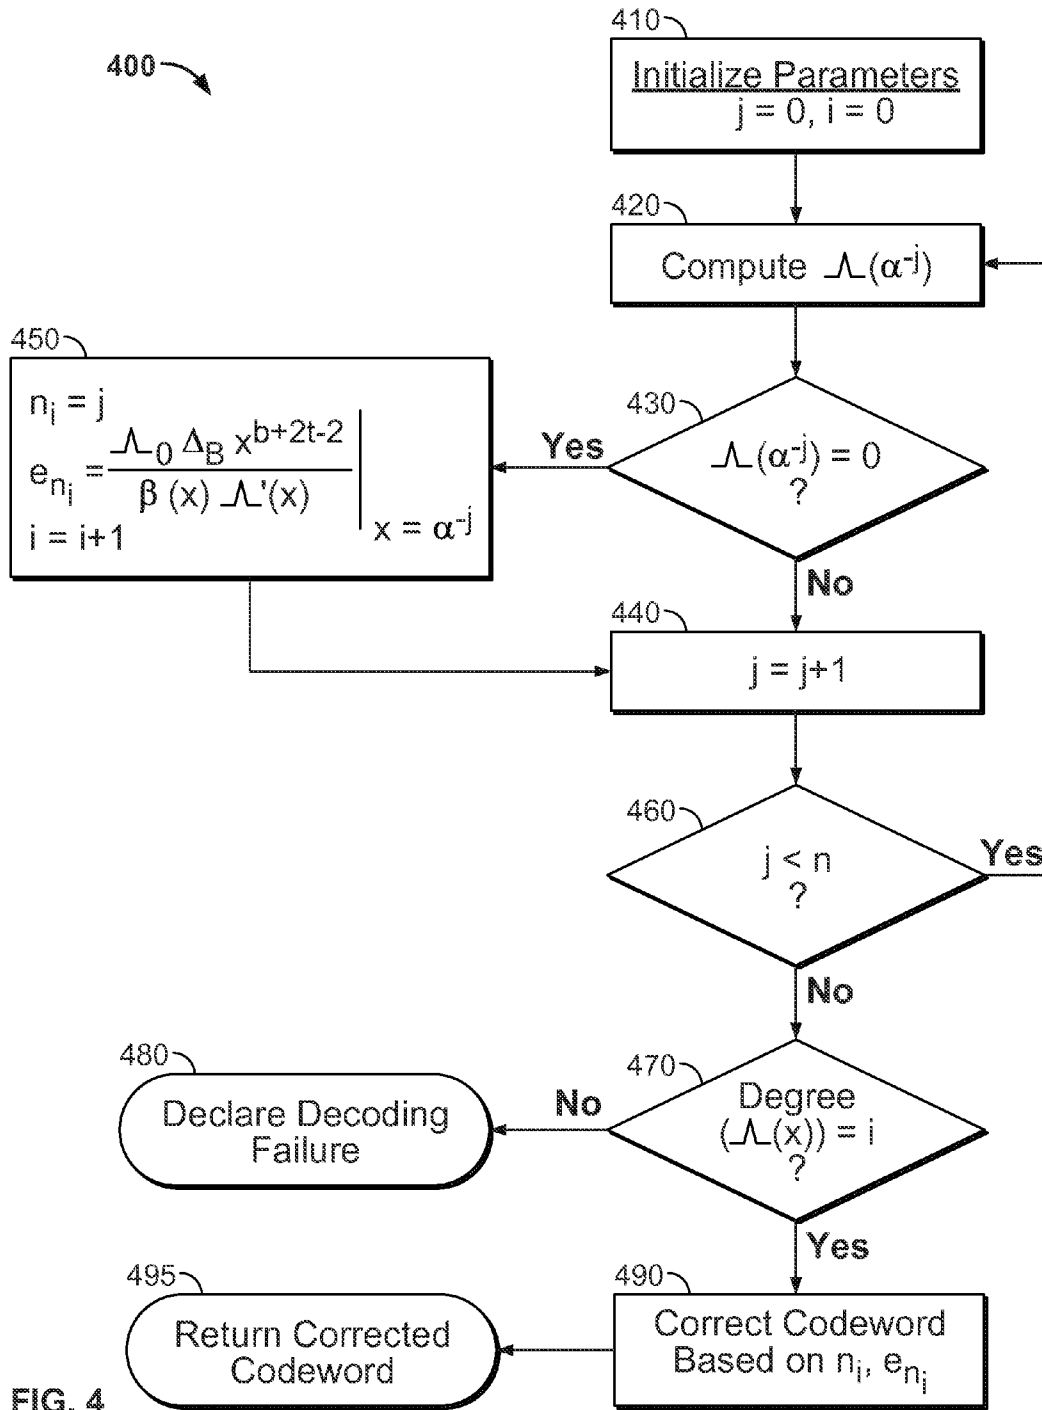 400
410
Initialize Parameters
j = 0, i = 0
420
Compute Λ(α^-j)
430
Λ(α^-j) = 0
?
Yes
No
450
n_i = j
e_n_i = Λ_0 Δ_B x^b+2t-2 / β (x) Λ'(x) | x = α^-j
i = i+1
440
j = j+1
460
j < n
?
Yes
No
470
Degree
(Λ(x)) = i
?
No
Yes
480
Declare Decoding
Failure
490
Correct Codeword
Based on n_i, e_n_i
495
Return Corrected
Codeword
FIG. 4